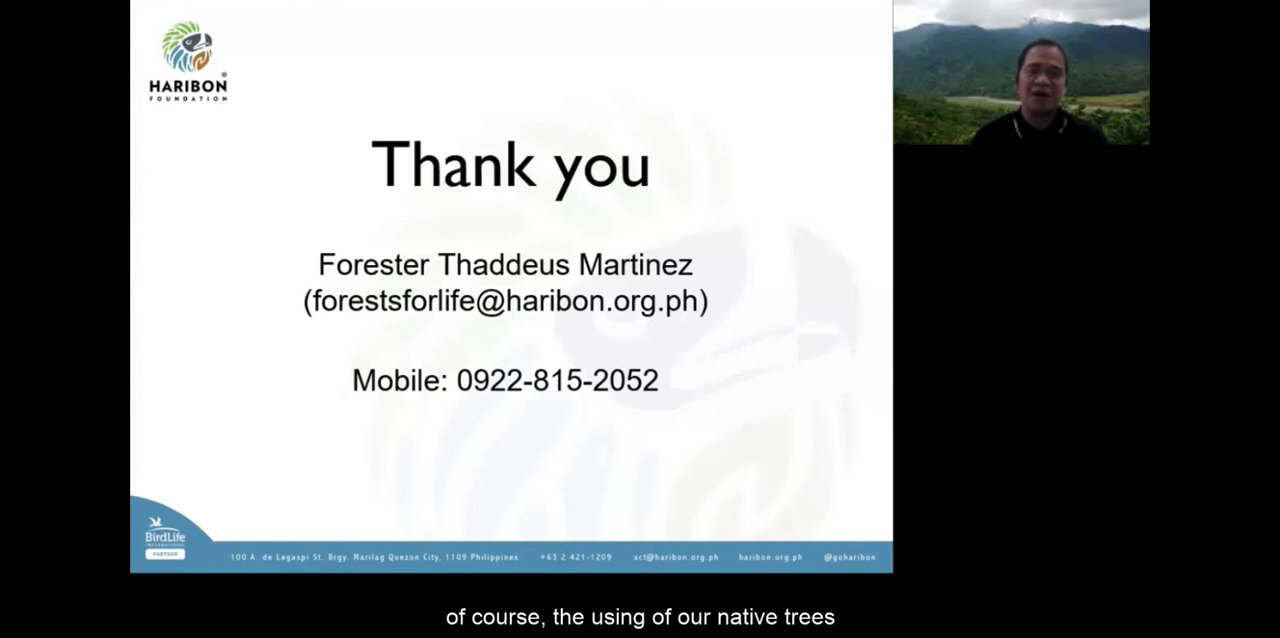 HARIBON
FOUNDATION
Thank you
Forester Thaddeus Martinez
(forestsforlife@haribon.org.ph)
Mobile: 0922-815-2052
BirdLife
INTERNATIONAL
PARTNER
100 A. de Legaspi St. Brgy. Marilag Quezon City, 1109 Philippines +63 2 421-1209 act@haribon.org.ph haribon.org.ph @goharibon
of course, the using of our native trees